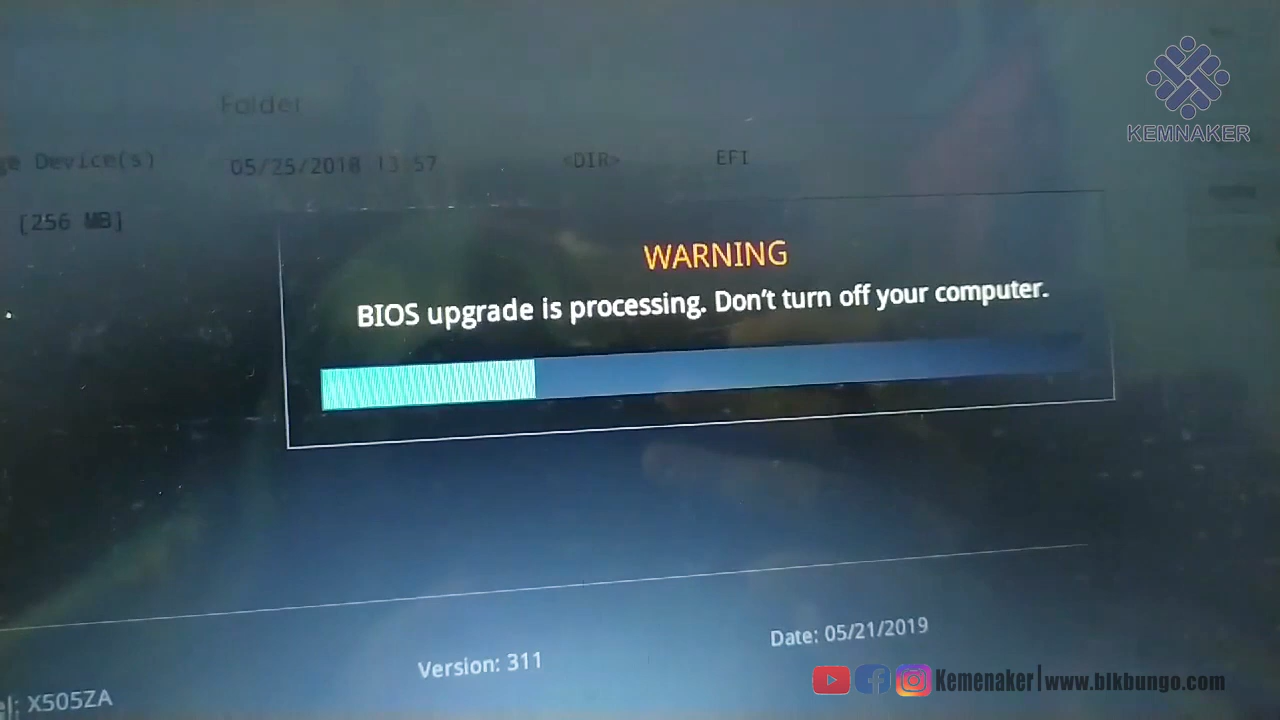 KEMNAKER
Folder
Device(s)
05/25/2018 13:57
<DIR>
EFI
[256 MB]
WARNING
BIOS upgrade is processing. Don't turn off your computer.
Date: 05/21/2019
Version: 311
X505ZA
Kemenaker|www.blkbungo.com